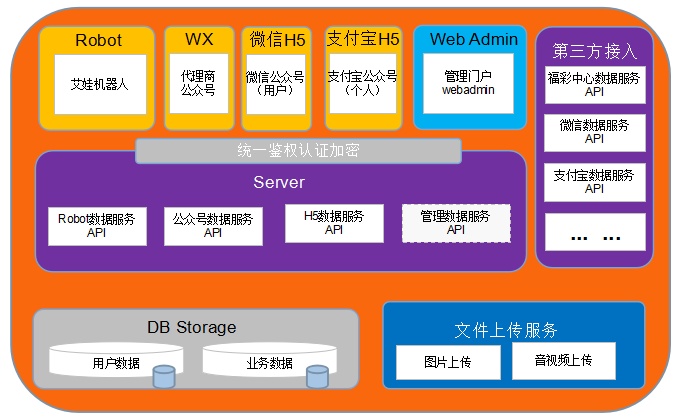 Robot
艾娃机器人
WX
代理商
公众号
微信H5
微信公众号
（用户）
支付宝H5
支付宝公众号
（个人）
Web Admin
管理门户
webadmin
第三方接入
福彩中心数据服务
API
微信数据服务
API
支付宝数据服务
API
... ...
统一鉴权认证加密
Server
Robot数据服务
API
公众号数据服务
API
H5数据服务
API
管理数据服务
API
DB Storage
用户数据
业务数据
文件上传服务
图片上传
音视频上传